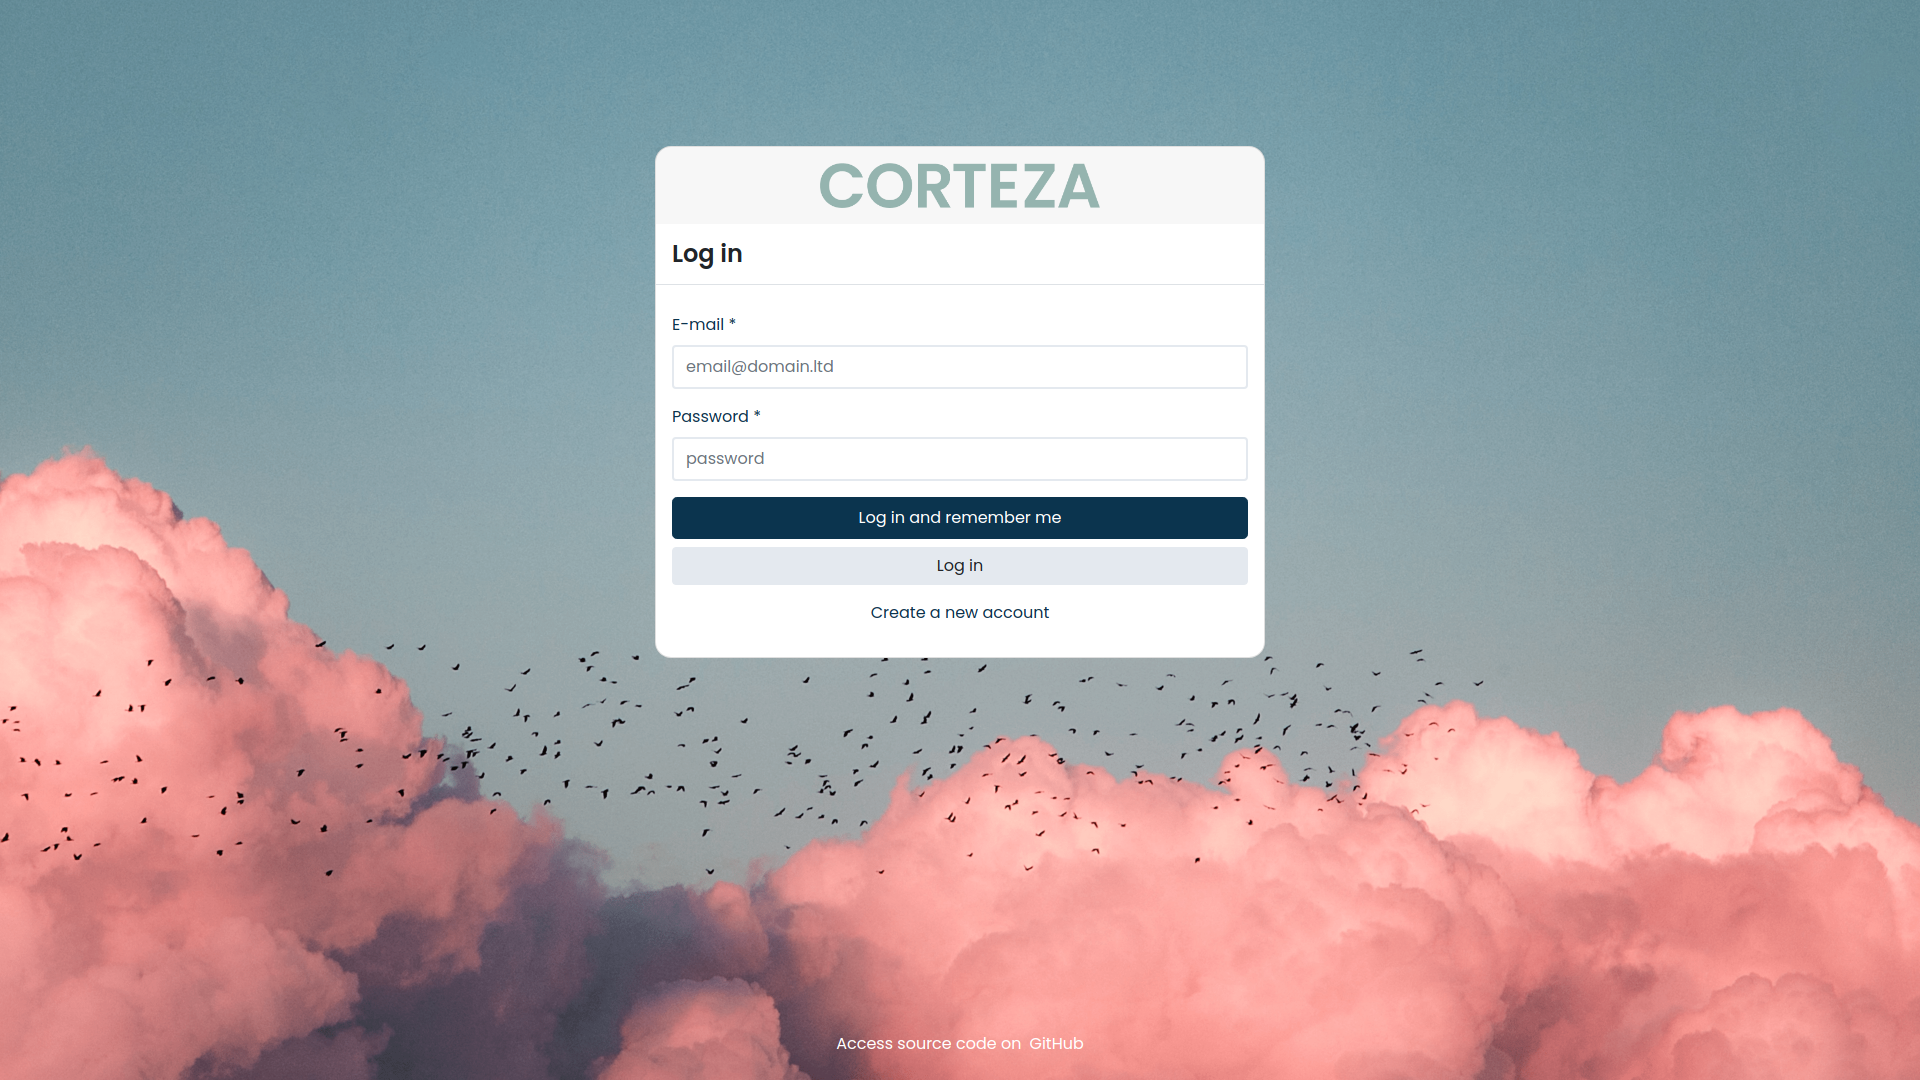 CORTEZA
Log in
E-mail *
email@domain.ltd
Password *
password
Log in and remember me
Log in
Create a new account
Access source code on GitHub